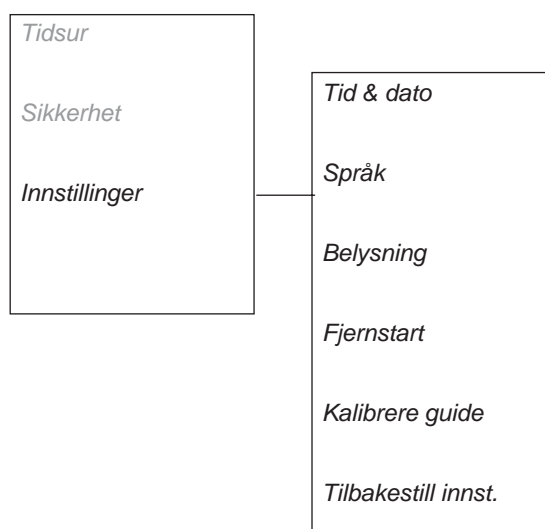 Tidsur
Sikkerhet
Innstillinger
Tid & dato
Språk
Belysning
Fjernstart
Kalibrere guide
Tilbakestill innst.